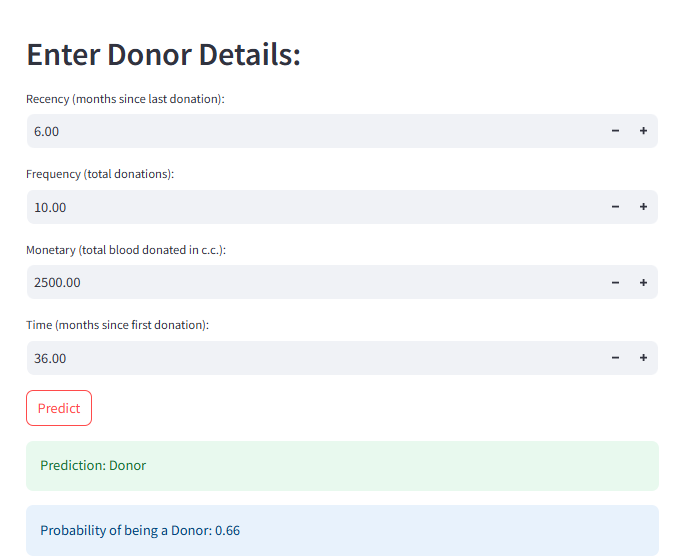 Enter Donor Details:
Recency (months since last donation):
6.00
Frequency (total donations):
10.00
Monetary (total blood donated in c.c.):
2500.00
Time (months since first donation):
36.00
Predict
Prediction: Donor
Probability of being a Donor: 0.66